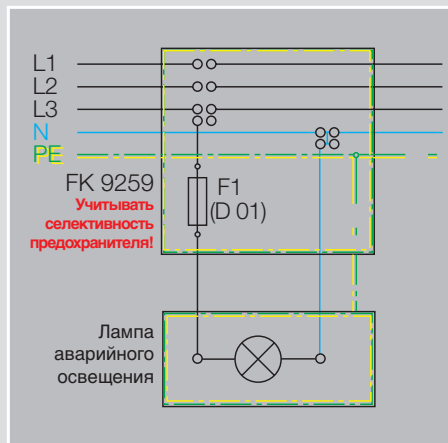 L1
L2
L3
N
PE
FK 9259
Учитывать
селективность
предохранителя!
F1
(D 01)
Лампа
аварийного
освещения